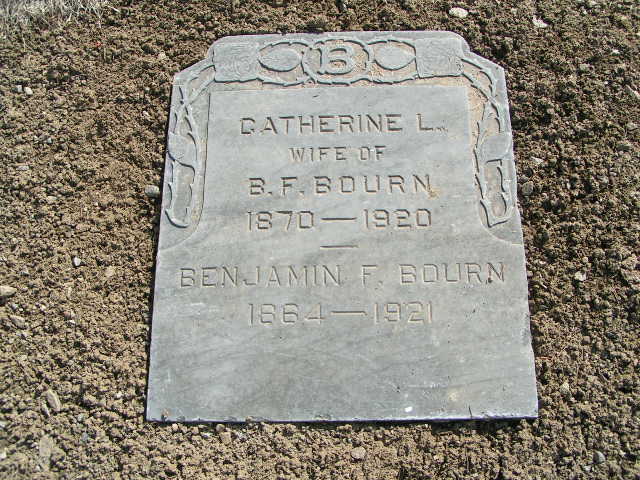 B
CATHERINE L.
WIFE OF
B. F. BOURN
1870 — 1920
BENJAMIN F. BOURN
1864 — 1921